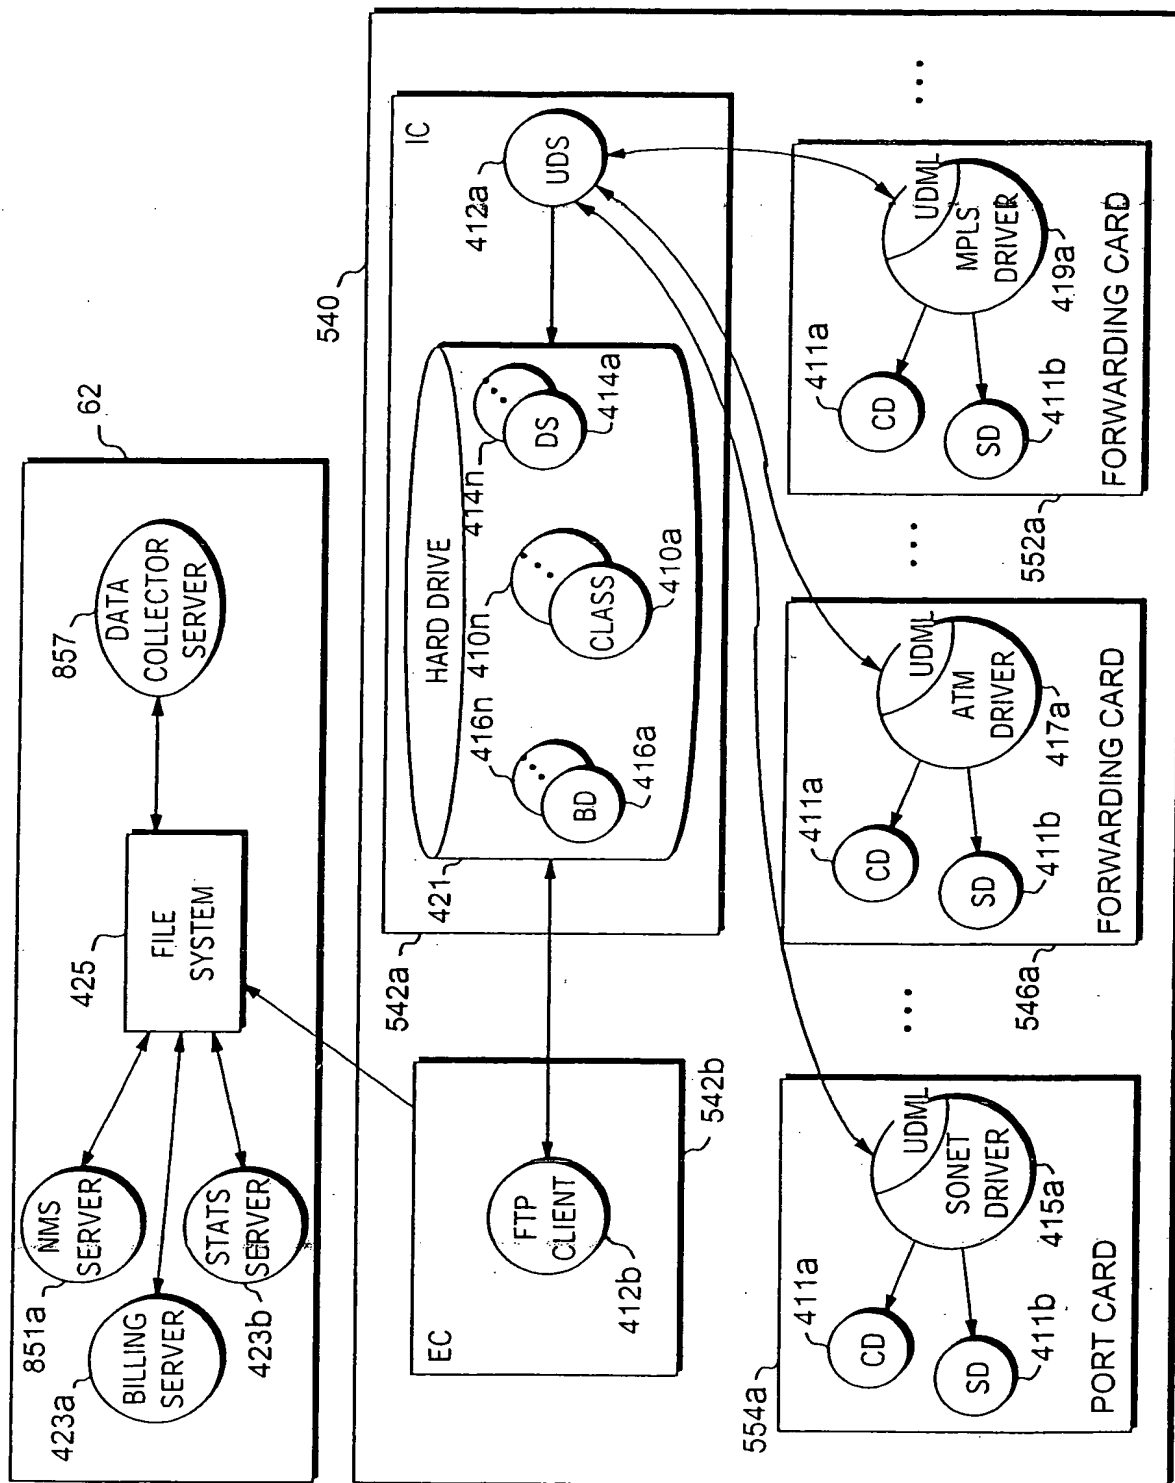 62
857
DATA
COLLECTOR
SERVER
425
FILE
SYSTEM
851a
NMS
SERVER
423a
BILLING
SERVER
STATS
SERVER
423b
540
542a
IC
412a
UDS
421
HARD DRIVE
414n
DS
414a
410n
CLASS
410a
416n
BD
416a
EC
542b
FTP
CLIENT
412b
554a
411a
CD
SD
411b
UDML
SONET
DRIVER
415a
PORT CARD
...
546a
411a
CD
SD
411b
UDML
ATM
DRIVER
417a
FORWARDING CARD
...
552a
411a
CD
SD
411b
UDML
MPLS
DRIVER
419a
FORWARDING CARD
...